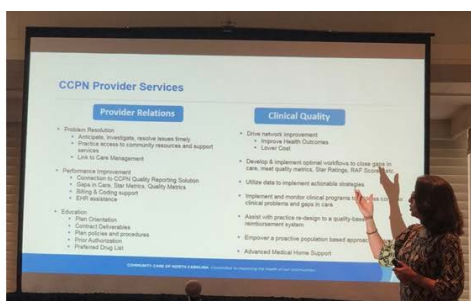 CCPN Provider Services
Provider Relations
Problem Resolution
Anticipate, investigate, resolve issues timely
Practice access to community resources and support
services
Link to Care Management
Performance Improvement
Connection to CCPN Quality Reporting Solution
Gaps in Care, Star Metrics, Quality Metrics
Billing & Coding support
EHR assistance
Education
Plan Orientation
Contract Deliverables
Plan policies and procedures
Prior Authorization
Preferred Drug List
Clinical Quality
Drive network improvement
Improve Health Outcomes
Lower Cost
Develop & implement optimal workflows to close gaps in
care, meet quality metrics, Star Ratings, RAF Scores
Utilize data to implement actionable strategies
Implement and monitor clinical programs
clinical problems and gaps in care
Assist with practice re-design to a quality-based
reimbursement system
Empower a proactive population based approach
Advanced Medical Home Support
COMMUNITY CARE OF NORTH CAROLINA